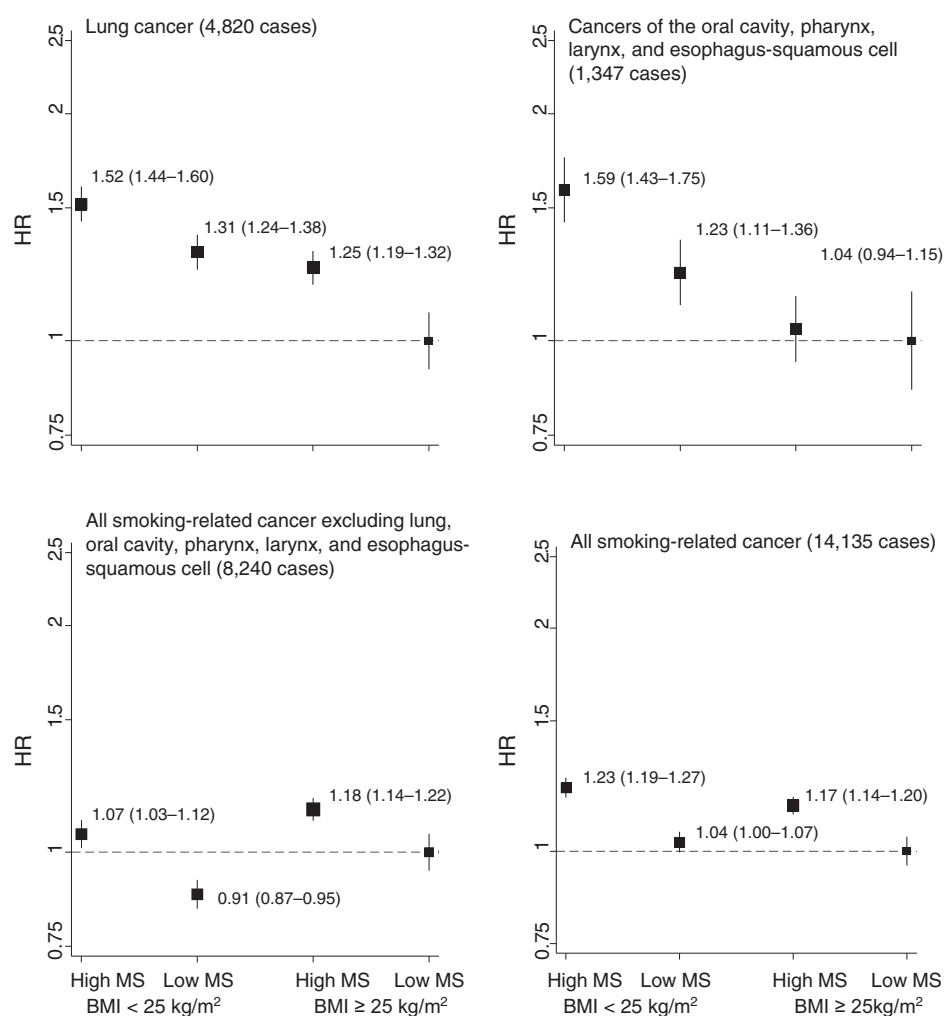 Lung cancer (4,820 cases)
HR
2.5
2
1.5
1
0.75
1.52 (1.44–1.60)
1.31 (1.24–1.38)
1.25 (1.19–1.32)
Cancers of the oral cavity, pharynx,
larynx, and esophagus-squamous cell
(1,347 cases)
HR
2.5
2
1.5
1
0.75
1.59 (1.43–1.75)
1.23 (1.11–1.36)
1.04 (0.94–1.15)
All smoking-related cancer excluding lung,
oral cavity, pharynx, larynx, and esophagus-
squamous cell (8,240 cases)
HR
2.5
2
1.5
1
0.75
1.07 (1.03–1.12)
0.91 (0.87–0.95)
1.18 (1.14–1.22)
High MS Low MS High MS Low MS
BMI < 25 kg/m² BMI ≥ 25 kg/m²
All smoking-related cancer (14,135 cases)
HR
2.5
2
1.5
1
0.75
1.23 (1.19–1.27)
1.04 (1.00–1.07)
1.17 (1.14–1.20)
High MS Low MS High MS Low MS
BMI < 25 kg/m² BMI ≥ 25kg/m²